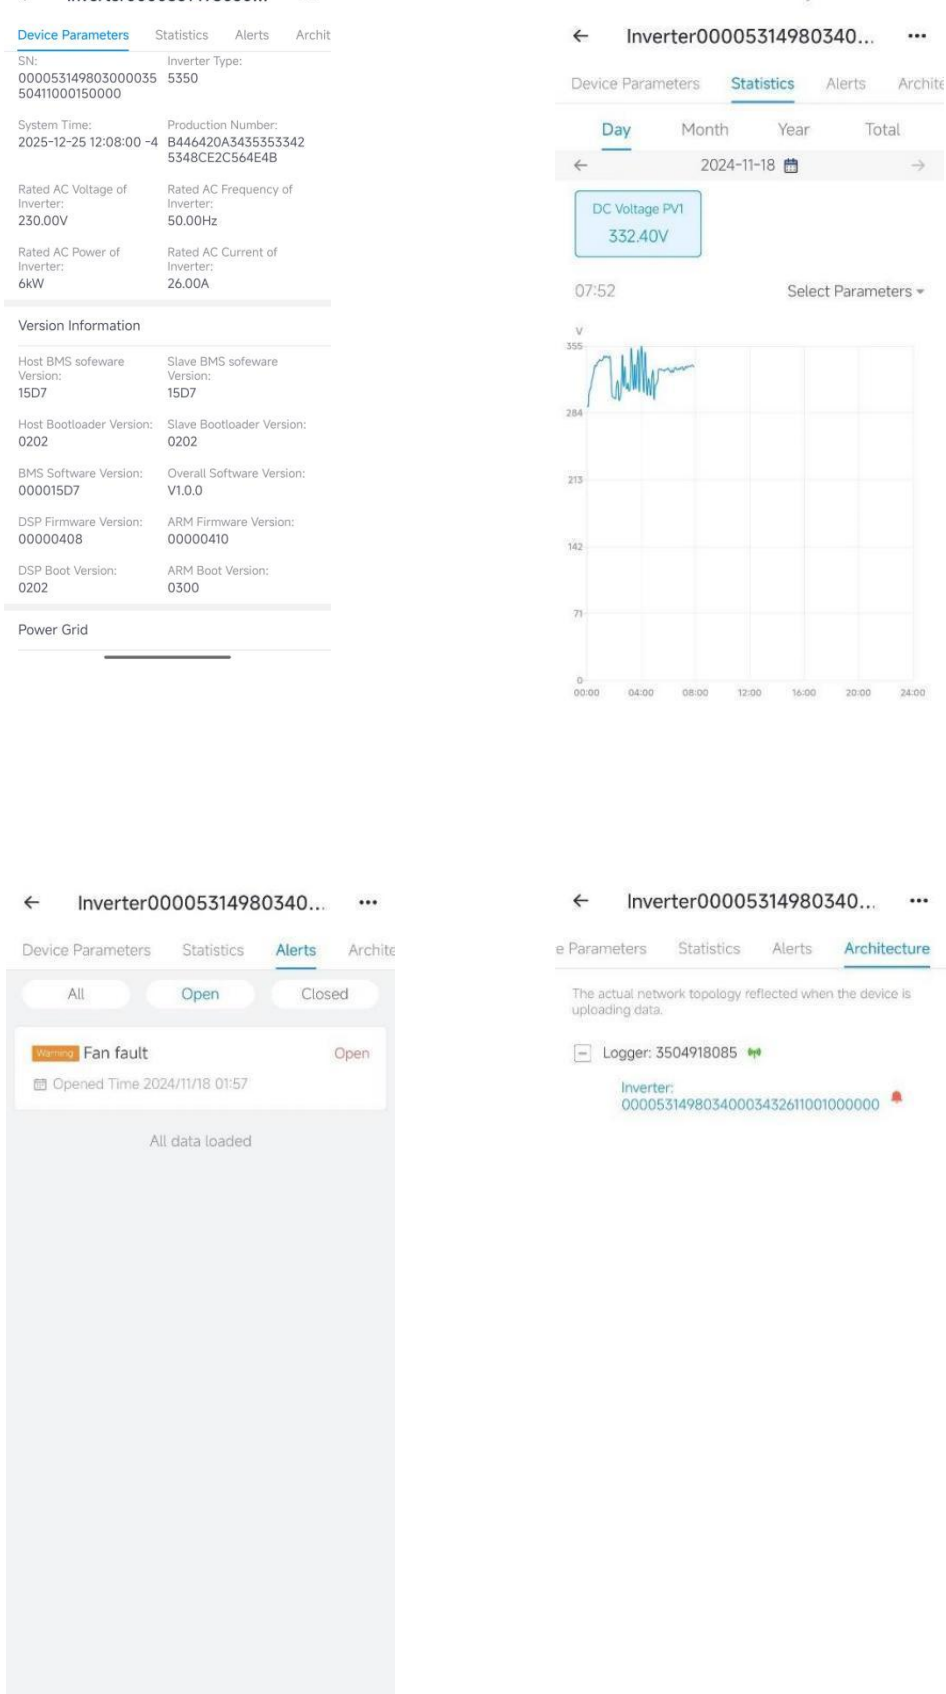 Device Parameters Statistics Alerts Archit
SN: Inverter Type:
000053149803000035 5350
50411000150000
System Time: Production Number:
2025-12-25 12:08:00 -4 B446420A3435353342
5348CE2C564E4B
Rated AC Voltage of Rated AC Frequency of
Inverter: Inverter:
230.00V 50.00Hz
Rated AC Power of Rated AC Current of
Inverter: Inverter:
6kW 26.00A
Version Information
Host BMS sofeware Slave BMS sofeware
Version: Version:
15D7 15D7
Host Bootloader Version: Slave Bootloader Version:
0202 0202
BMS Software Version: Overall Software Version:
000015D7 V1.0.0
DSP Firmware Version: ARM Firmware Version:
00000408 00000410
DSP Boot Version: ARM Boot Version:
0202 0300
Power Grid
← Inverter00005314980340... •••
Device Parameters Statistics Alerts Archite
Day Month Year Total
← 2024-11-18 →
DC Voltage PV1
332.40V
07:52 Select Parameters
V
355
284
213
142
71
0
00:00 04:00 08:00 12:00 16:00 20:00 24:00
← Inverter00005314980340... •••
Device Parameters Statistics Alerts Archite
All Open Closed
Warning Fan fault Open
Opened Time 2024/11/18 01:57
All data loaded
← Inverter00005314980340... •••
e Parameters Statistics Alerts Architecture
The actual network topology reflected when the device is
uploading data.
Logger: 3504918085
Inverter:
00005314980340003432611001000000